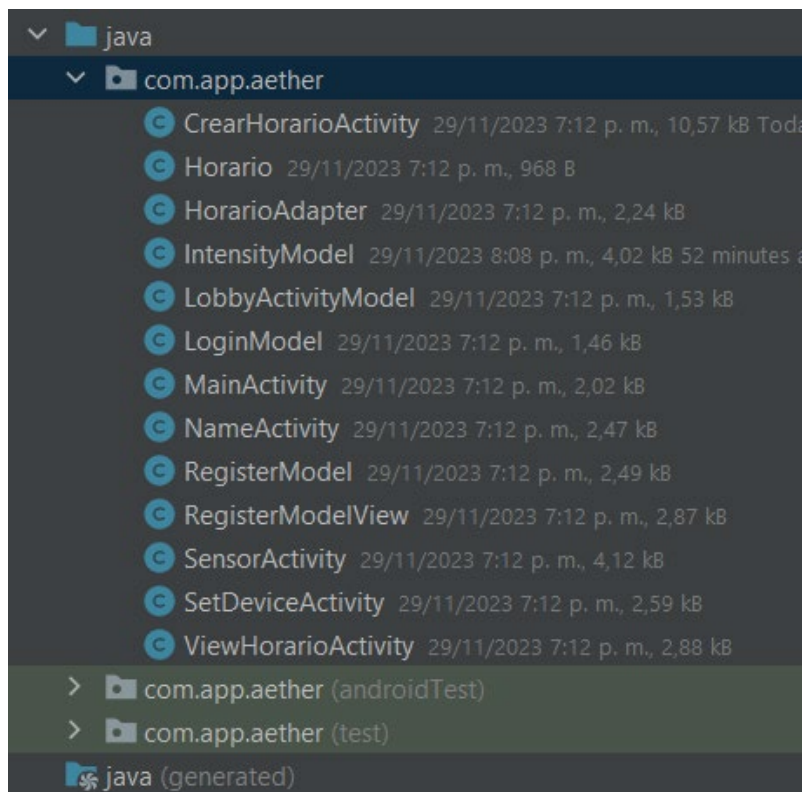 java
com.app.aether
CrearHorarioActivity 29/11/2023 7:12 p. m., 10,57 kB Toda
Horario 29/11/2023 7:12 p. m., 968 B
HorarioAdapter 29/11/2023 7:12 p. m., 2,24 kB
IntensityModel 29/11/2023 8:08 p. m., 4,02 kB 52 minutes a
LobbyActivityModel 29/11/2023 7:12 p. m., 1,53 kB
LoginModel 29/11/2023 7:12 p. m., 1,46 kB
MainActivity 29/11/2023 7:12 p. m., 2,02 kB
NameActivity 29/11/2023 7:12 p. m., 2,47 kB
RegisterModel 29/11/2023 7:12 p. m., 2,49 kB
RegisterModelView 29/11/2023 7:12 p. m., 2,87 kB
SensorActivity 29/11/2023 7:12 p. m., 4,12 kB
SetDeviceActivity 29/11/2023 7:12 p. m., 2,59 kB
ViewHorarioActivity 29/11/2023 7:12 p. m., 2,88 kB
com.app.aether (androidTest)
com.app.aether (test)
java (generated)